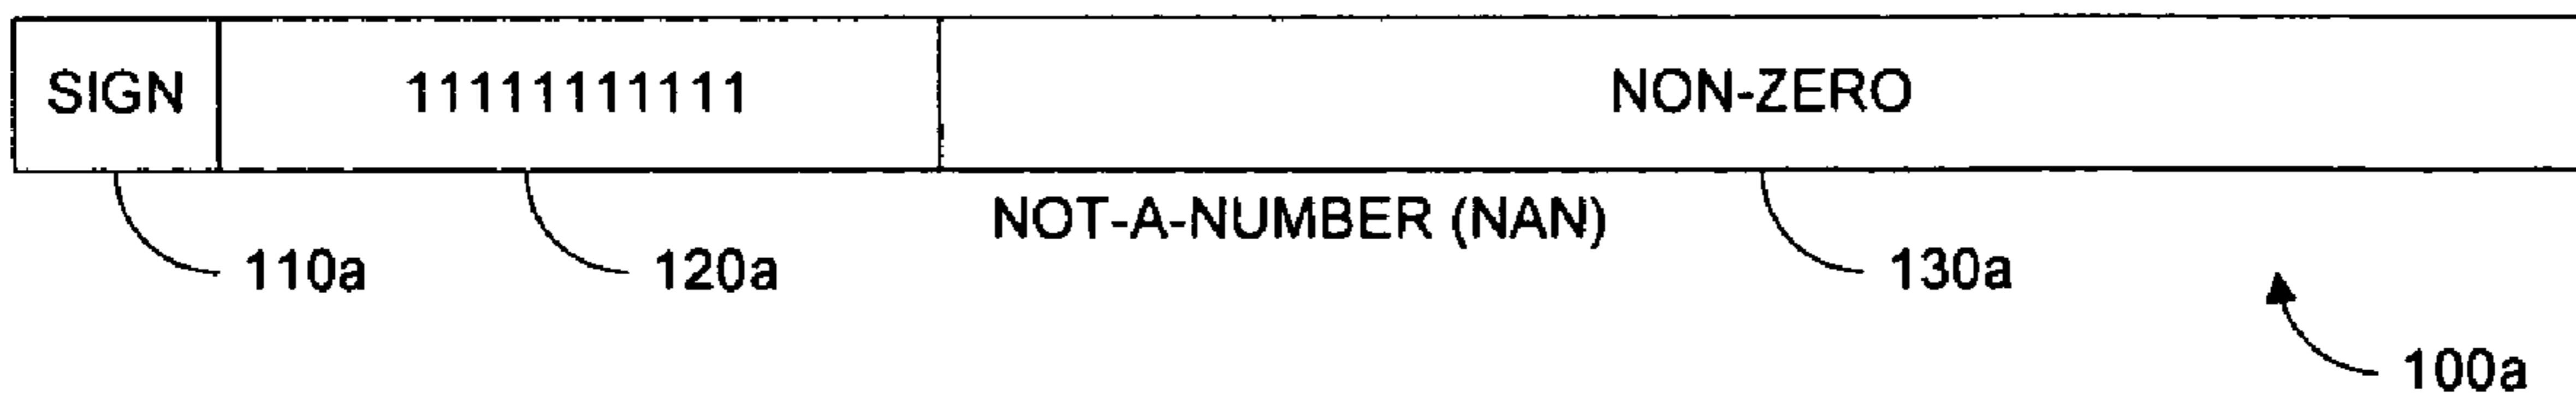 SIGN 11111111111 NON-ZERO
NOT-A-NUMBER (NAN)
110a 120a 130a
100a